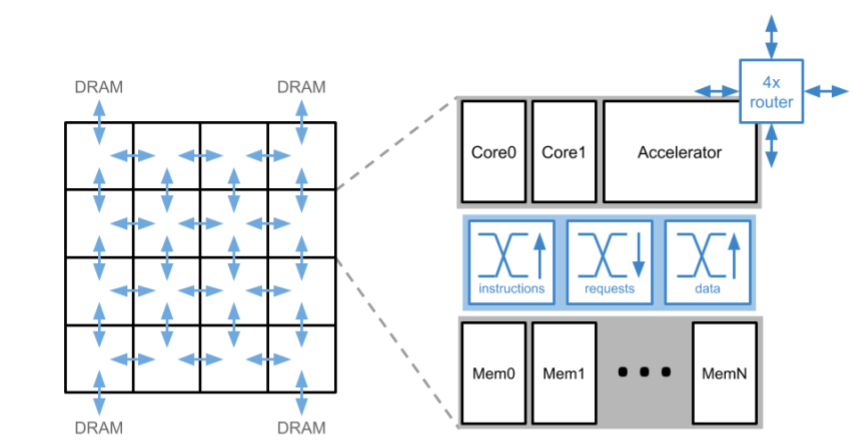 DRAM
DRAM
4x
router
Core0
Core1
Accelerator
instructions
requests
data
Mem0
Mem1
MemN
DRAM
DRAM